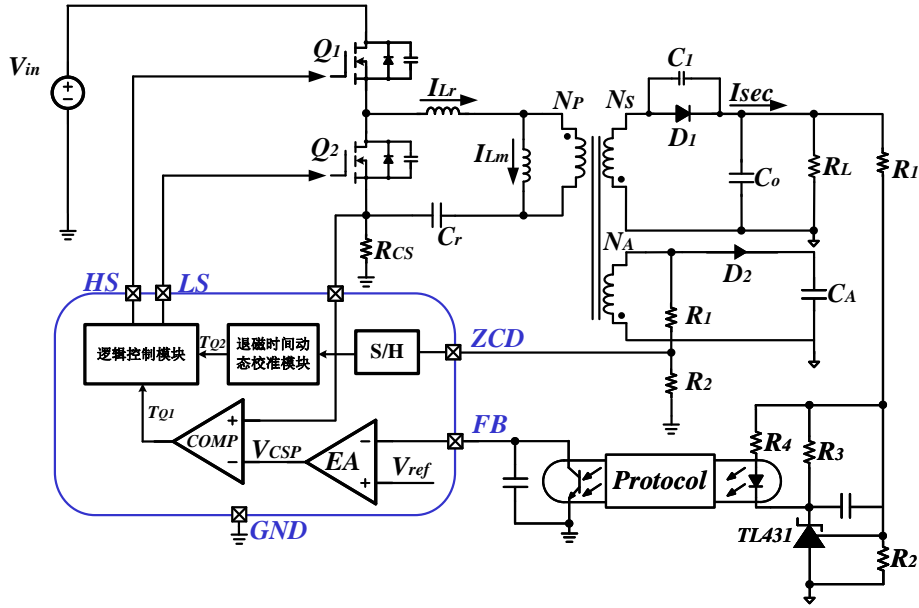 Vin
Q1
Q2
ILr
ILm
NP
NS
C1
D1
Isec
Co
RL
R1
Cr
RCS
NA
D2
CA
R1
R2
HS
LS
ZCD
逻辑控制模块
TQ2
退磁时间动
态校准模块
S/H
TQ1
COMP
VCSP
EA
Vref
FB
GND
Protocol
R4
R3
TL431
R2